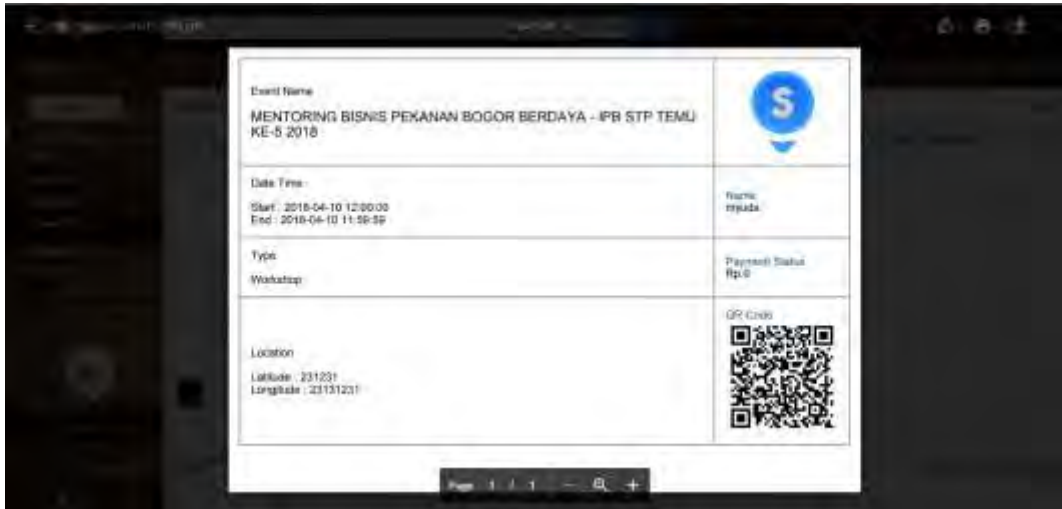 Event Name
MENTORING BISNIS PEKANAN BOGOR BERDAYA - IPB STP TEMU
KE-5 2018
S
Date Time
Start : 2018-04-10 12:00:00
End : 2018-04-10 11:59:59
Name
Type
Workshop
Payment Status
Rp.0
QR Code
Location
Latitude : 231231
Longitude : 23131231
Page 1 / 1 — +